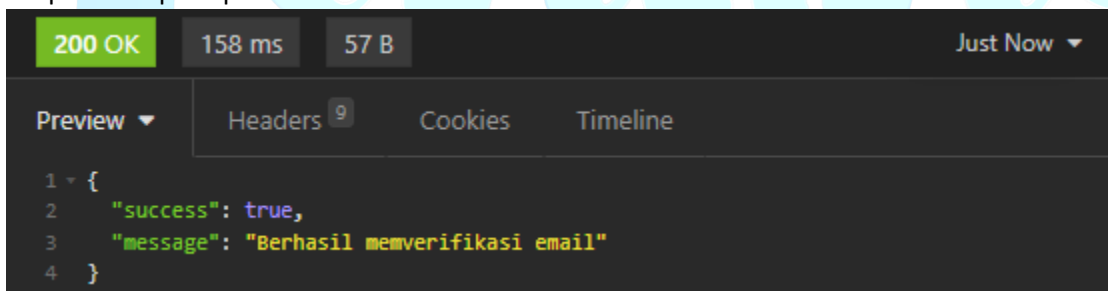 200 OK 158 ms 57 B Just Now
Preview Headers 9 Cookies Timeline
1 {
2 "success": true,
3 "message": "Berhasil memverifikasi email"
4 }